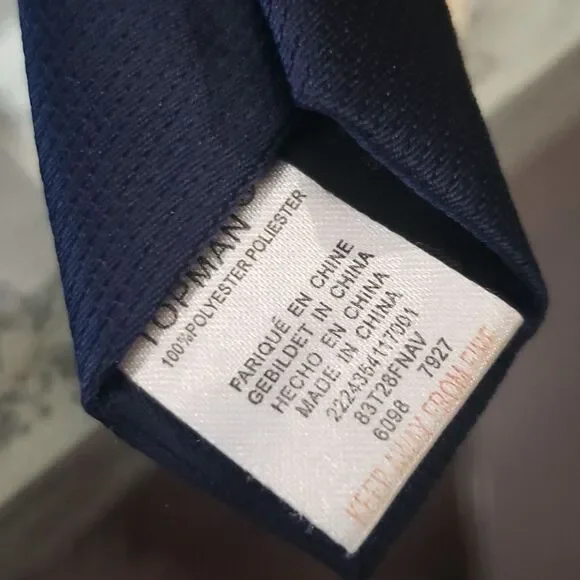 TOPMAN
100%POLYESTER POLIESTER
FARIQUÉ EN CHINE
GEBILDET IN CHINA
HECHO EN CHINA
MADE IN CHINA
2224354117001
83T28FNAV
6098 7927
KEEP AWAY FROM FIRE